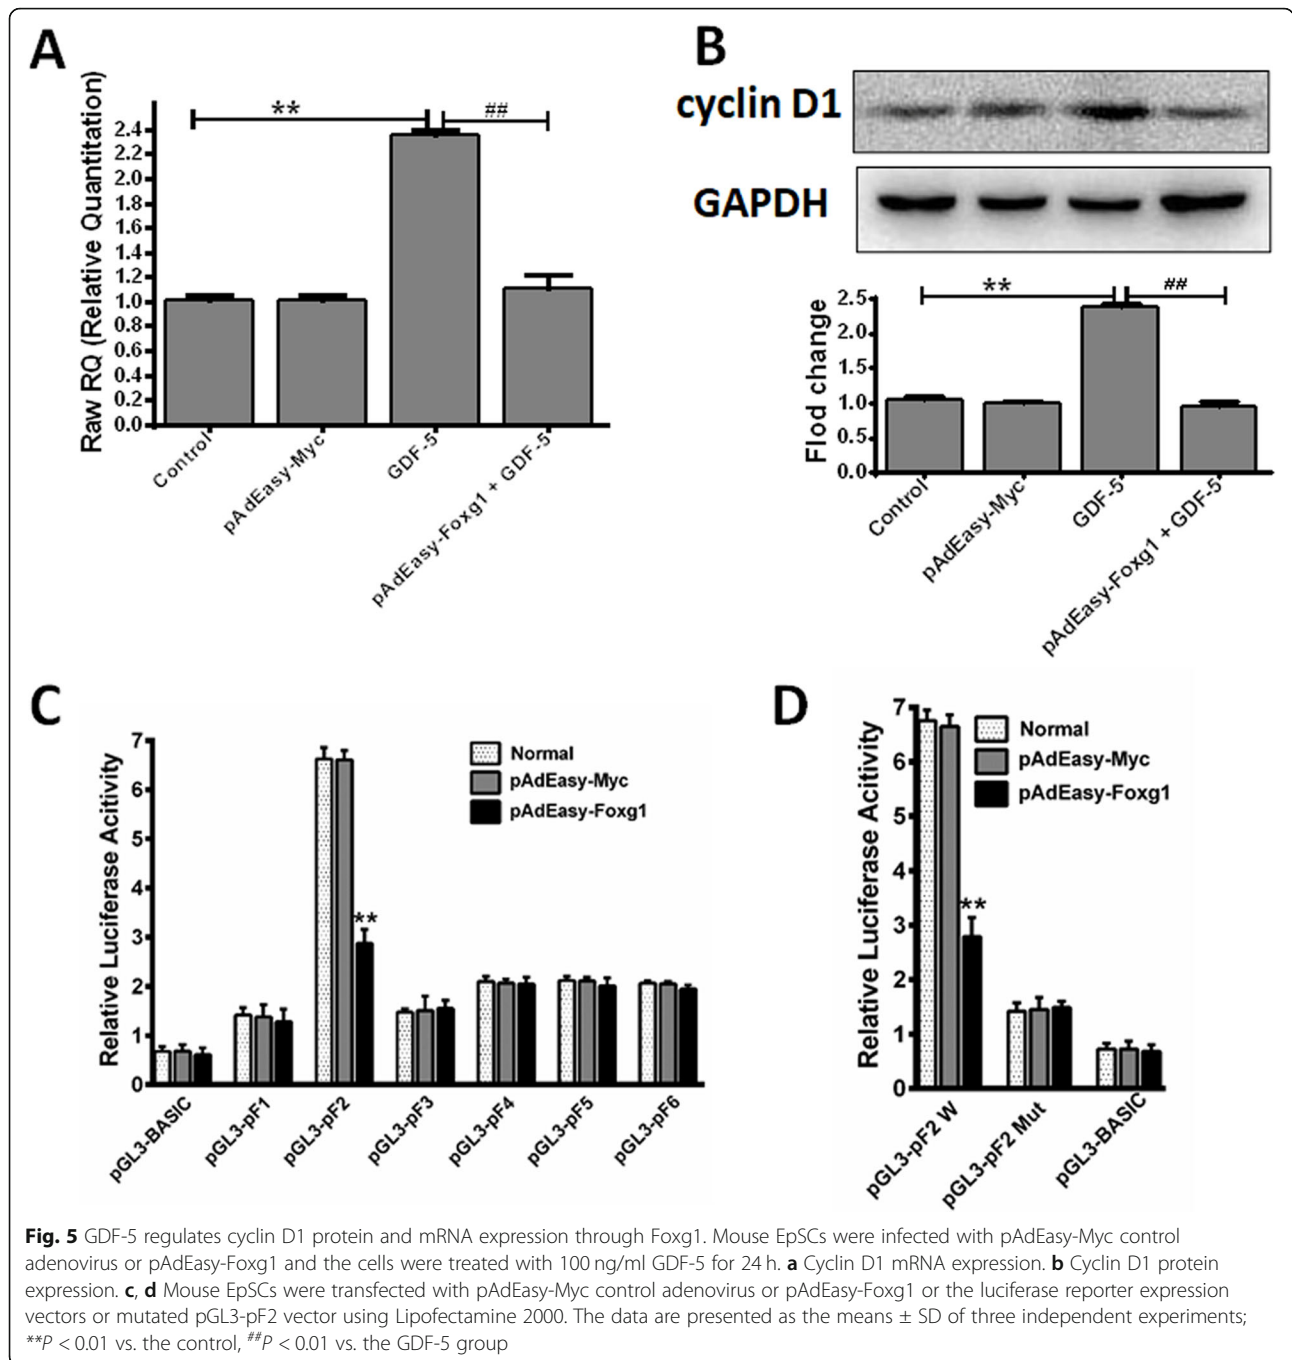 A
Raw RQ (Relative Quantitation)
2.4
2.2
2.0
1.8
1.6
1.4
1.2
1.0
0.8
0.6
0.4
0.2
0.0
**
##
Control
pAdEasy-Myc
GDF-5
pAdEasy-Foxg1 + GDF-5
B
cyclin D1
GAPDH
Flod change
2.5
2.0
1.5
1.0
0.5
0.0
**
##
Control
pAdEasy-Myc
GDF-5
pAdEasy-Foxg1 + GDF-5
C
Relative Luciferase Acitivity
7
6
5
4
3
2
1
0
Normal
pAdEasy-Myc
pAdEasy-Foxg1
**
pGL3-BASIC
pGL3-pF1
pGL3-pF2
pGL3-pF3
pGL3-pF4
pGL3-pF5
pGL3-pF6
D
Relative Luciferase Acitivity
7
6
5
4
3
2
1
0
Normal
pAdEasy-Myc
pAdEasy-Foxg1
**
pGL3-pF2 W
pGL3-pF2 Mut
pGL3-BASIC
Fig. 5 GDF-5 regulates cyclin D1 protein and mRNA expression through Foxg1. Mouse EpSCs were infected with pAdEasy-Myc control
adenovirus or pAdEasy-Foxg1 and the cells were treated with 100 ng/ml GDF-5 for 24 h. a Cyclin D1 mRNA expression. b Cyclin D1 protein
expression. c, d Mouse EpSCs were transfected with pAdEasy-Myc control adenovirus or pAdEasy-Foxg1 or the luciferase reporter expression
vectors or mutated pGL3-pF2 vector using Lipofectamine 2000. The data are presented as the means ± SD of three independent experiments;
**P < 0.01 vs. the control, ##P < 0.01 vs. the GDF-5 group